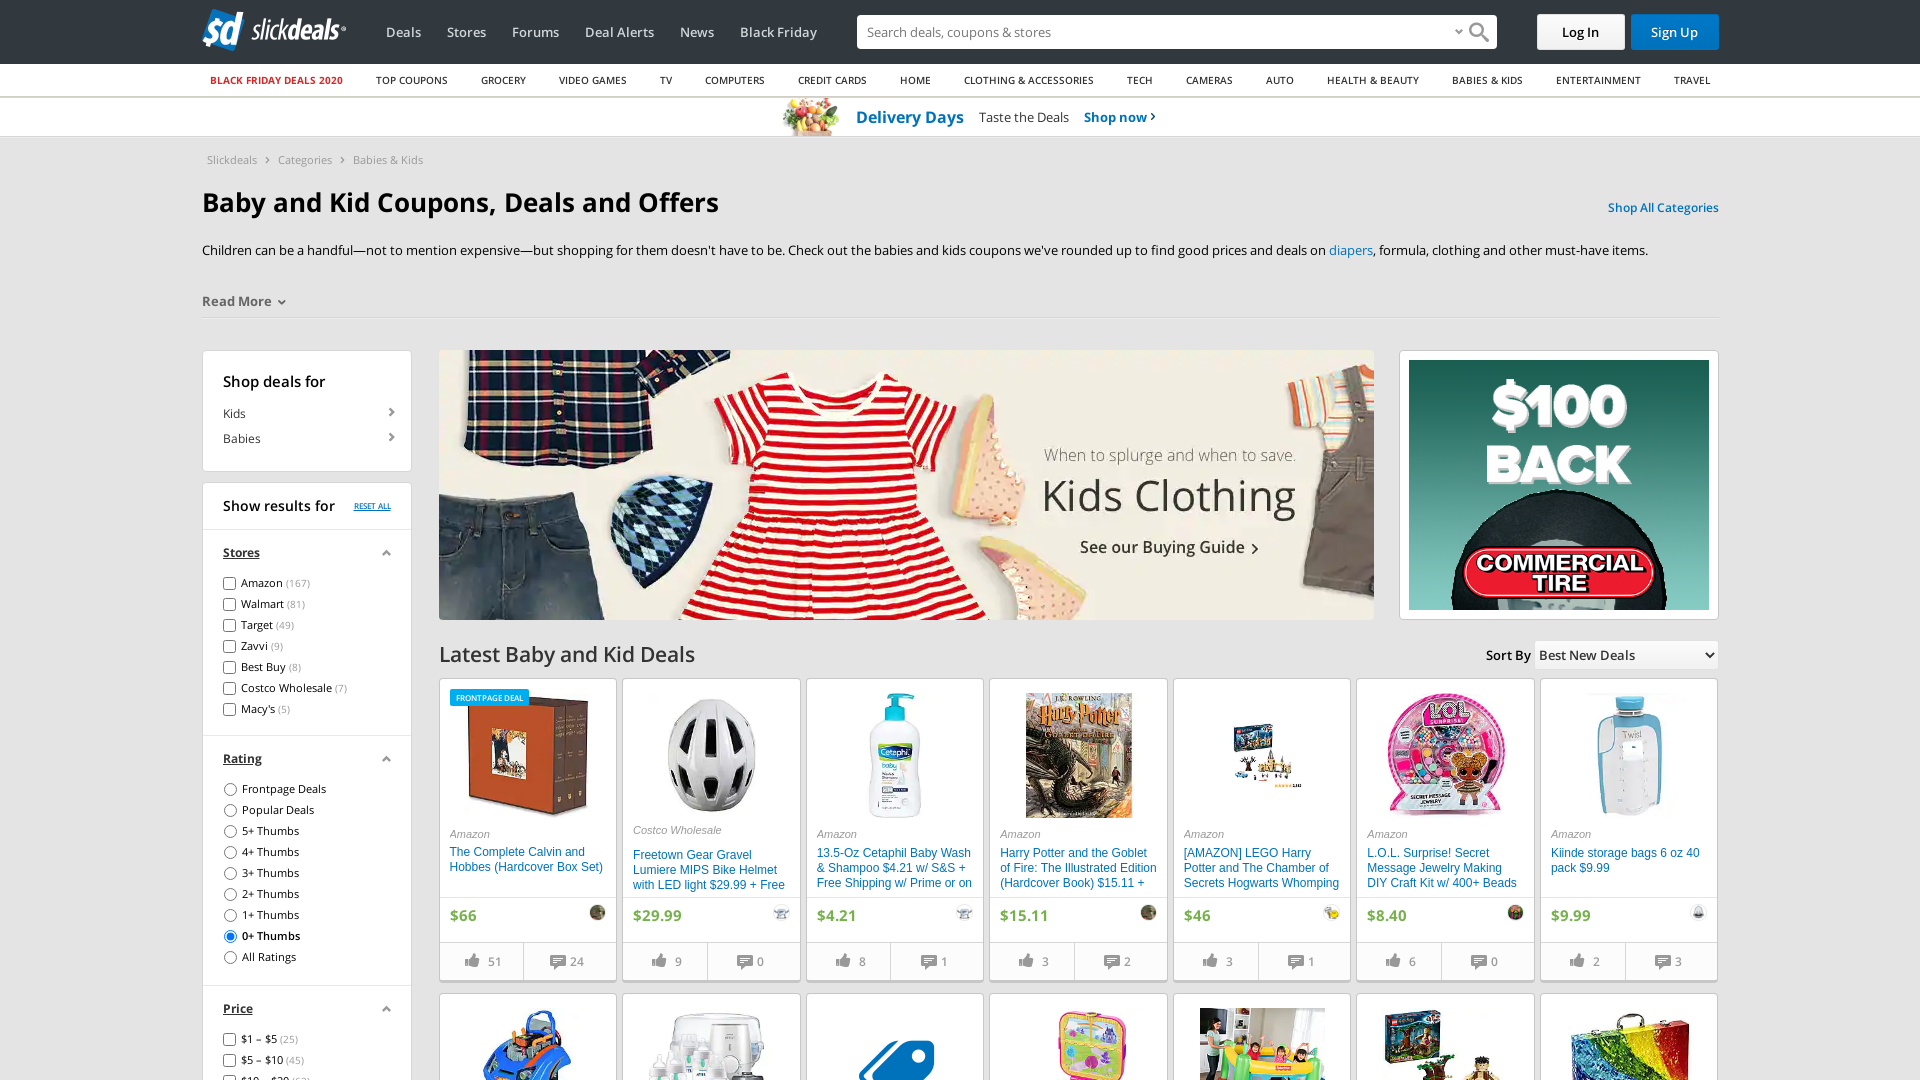 slickdeals
Deals
Stores
Forums
Deal Alerts
News
Black Friday
Search deals, coupons & stores
Log In
Sign Up
BLACK FRIDAY DEALS 2020
TOP COUPONS
GROCERY
VIDEO GAMES
TV
COMPUTERS
CREDIT CARDS
HOME
CLOTHING & ACCESSORIES
TECH
CAMERAS
AUTO
HEALTH & BEAUTY
BABIES & KIDS
ENTERTAINMENT
TRAVEL
Delivery Days Taste the Deals Shop now
Slickdeals > Categories > Babies & Kids
Baby and Kid Coupons, Deals and Offers
Shop All Categories
Children can be a handful—not to mention expensive—but shopping for them doesn't have to be. Check out the babies and kids coupons we've rounded up to find good prices and deals on diapers, formula, clothing and other must-have items.
Read More
Shop deals for
Kids
Babies
Show results for
RESET ALL
Stores
Amazon (167)
Walmart (81)
Target (49)
Zavvi (9)
Best Buy (8)
Costco Wholesale (7)
Macy's (5)
Rating
Frontpage Deals
Popular Deals
5+ Thumbs
4+ Thumbs
3+ Thumbs
2+ Thumbs
1+ Thumbs
0+ Thumbs
All Ratings
Price
$1 – $5 (25)
$5 – $10 (45)
When to splurge and when to save.
Kids Clothing
See our Buying Guide
$100
BACK
COMMERCIAL
TIRE
Latest Baby and Kid Deals
Sort By
Best New Deals
FRONTPAGE DEAL
Amazon
The Complete Calvin and
Hobbes (Hardcover Box Set)
$66
51
24
Costco Wholesale
Freetown Gear Gravel
Lumiere MIPS Bike Helmet
with LED light $29.99 + Free
$29.99
9
0
Cetaphil
baby
Amazon
13.5-Oz Cetaphil Baby Wash
& Shampoo $4.21 w/ S&S +
Free Shipping w/ Prime or on
$4.21
8
1
J.K. ROWLING
Harry Potter
Amazon
Harry Potter and the Goblet
of Fire: The Illustrated Edition
(Hardcover Book) $15.11 +
$15.11
3
2
Amazon
[AMAZON] LEGO Harry
Potter and The Chamber of
Secrets Hogwarts Whomping
$46
3
1
LOL
SURPRISE!
SECRET
MESSAGE
JEWELRY
Amazon
L.O.L. Surprise! Secret
Message Jewelry Making
DIY Craft Kit w/ 400+ Beads
$8.40
6
0
Twist
Amazon
Kiinde storage bags 6 oz 40
pack $9.99
$9.99
2
3